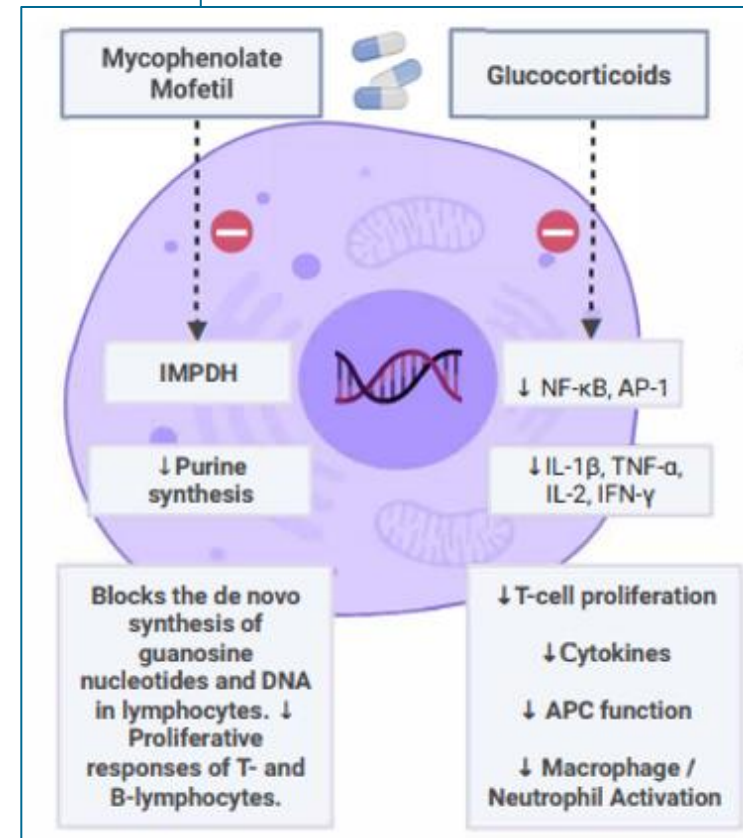 Mycophenolate
Mofetil
Glucocorticoids
IMPDH
↓ NF-κB, AP-1
↓Purine
synthesis
↓IL-1β, TNF-α,
IL-2, IFN-γ
Blocks the de novo
synthesis of
guanosine
nucleotides and DNA
in lymphocytes. ↓
Proliferative
responses of T- and
B-lymphocytes.
↓T-cell proliferation
↓Cytokines
↓ APC function
↓ Macrophage /
Neutrophil Activation